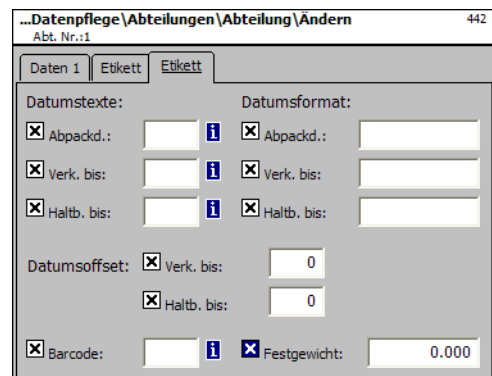 ...Datenpflege\Abteilungen\Abteilung\Ändern 442
Abt. Nr.:1
Daten 1 Etikett Etikett
Datumstexte: Datumsformat:
Abpackd.: i Abpackd.:
Verk. bis: i Verk. bis:
Haltb. bis: i Haltb. bis:
Datumsoffset: Verk. bis: 0
Haltb. bis: 0
Barcode: i Festgewicht: 0.000